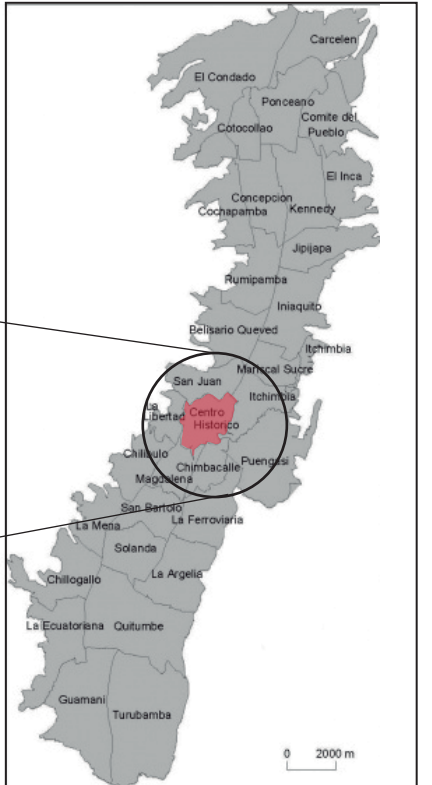 Carcelen
El Condado
Ponceano
Comite del
Pueblo
Cotocollao
El Inca
Concepcion
Cochapamba
Kennedy
Jipijapa
Rumipamba
Iniaquito
Belisario Queved
Itchimbia
Mariscal Sucre
San Juan
Itchimbia
La
Libertad
Centro
Historico
Chilibulo
Chimbacalle
Puengasi
Magdalena
San Bartolo
La Ferroviaria
La Mena
Solanda
La Argelia
Chillogallo
La Ecuatoriana
Quitumbe
Guamani
Turubamba
0 2000 m